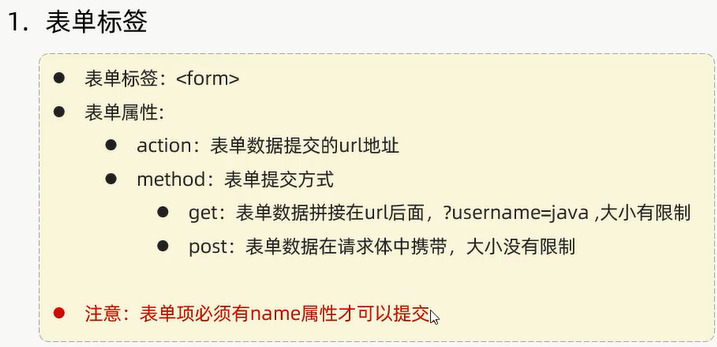 1. 表单标签
● 表单标签：<form>
● 表单属性:
● action：表单数据提交的url地址
● method：表单提交方式
● get：表单数据拼接在url后面，?username=java ,大小有限制
● post：表单数据在请求体中携带，大小没有限制
● 注意：表单项必须有name属性才可以提交